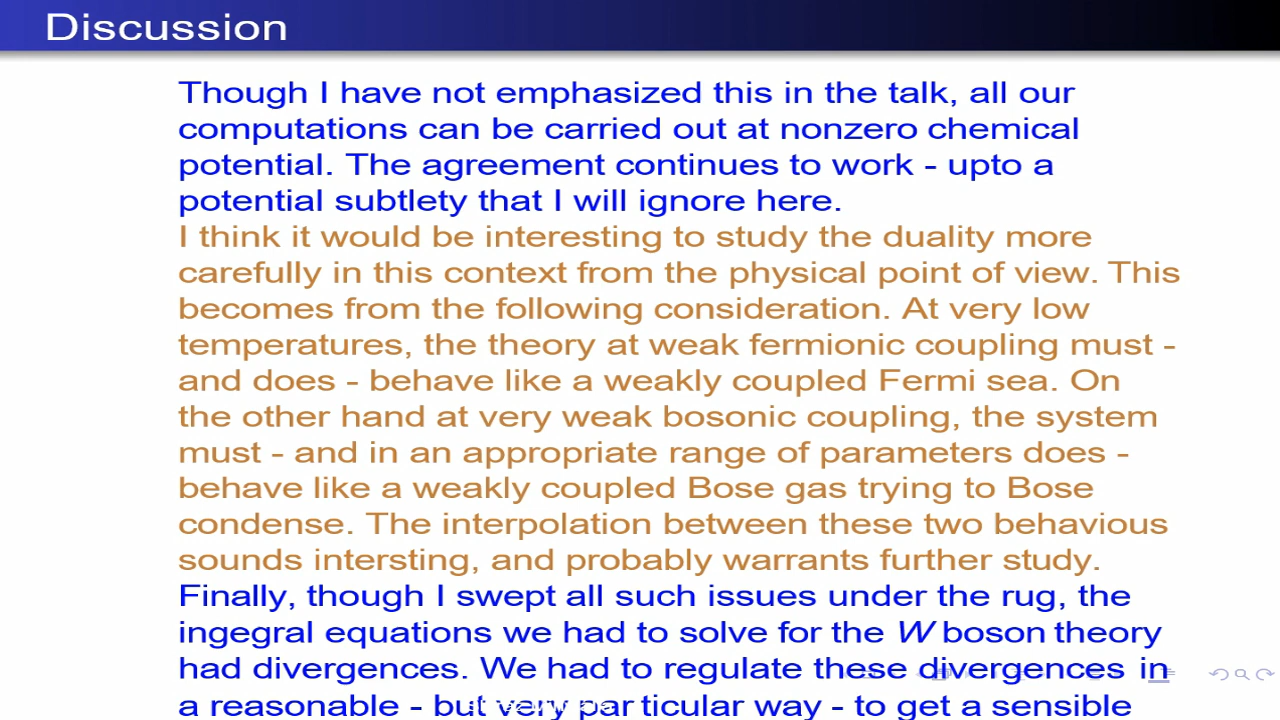 Discussion
Though I have not emphasized this in the talk, all our
computations can be carried out at nonzero chemical
potential. The agreement continues to work - upto a
potential subtlety that I will ignore here.
I think it would be interesting to study the duality more
carefully in this context from the physical point of view. This
becomes from the following consideration. At very low
temperatures, the theory at weak fermionic coupling must -
and does - behave like a weakly coupled Fermi sea. On
the other hand at very weak bosonic coupling, the system
must - and in an appropriate range of parameters does -
behave like a weakly coupled Bose gas trying to Bose
condense. The interpolation between these two behavious
sounds intersting, and probably warrants further study.
Finally, though I swept all such issues under the rug, the
ingegral equations we had to solve for the W boson theory
had divergences. We had to regulate these divergences in
a reasonable - but very particular way - to get a sensible